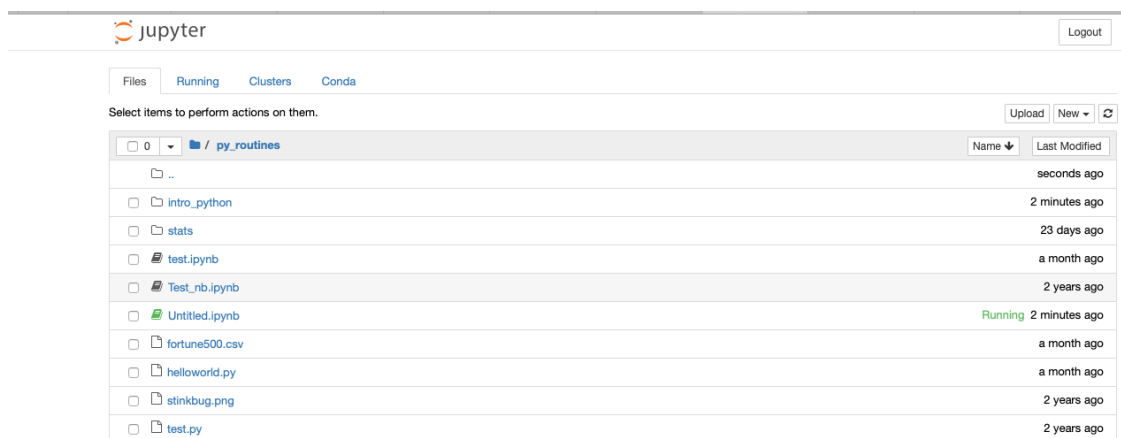 jupyter
Logout
Files Running Clusters Conda
Select items to perform actions on them.
Upload New
0 / py_routines Name Last Modified
.. seconds ago
intro_python 2 minutes ago
stats 23 days ago
test.ipynb a month ago
Test_nb.ipynb 2 years ago
Untitled.ipynb Running 2 minutes ago
fortune500.csv a month ago
helloworld.py a month ago
stinkbug.png 2 years ago
test.py 2 years ago